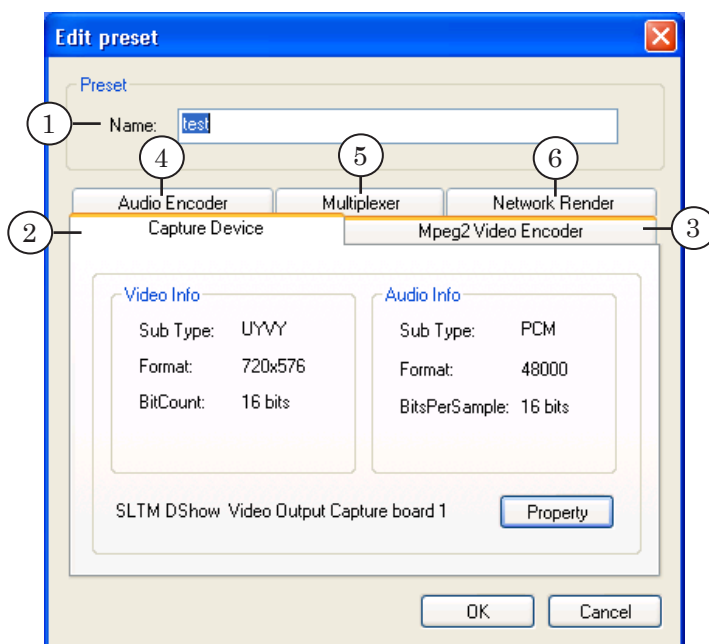 Edit preset
Preset
1 Name: test
4 5 6
Audio Encoder Multiplexer Network Render
2 Capture Device Mpeg2 Video Encoder 3
Video Info Audio Info
Sub Type: UYVY Sub Type: PCM
Format: 720x576 Format: 48000
BitCount: 16 bits BitsPerSample: 16 bits
SLTM DShow Video Output Capture board 1 Property
OK Cancel